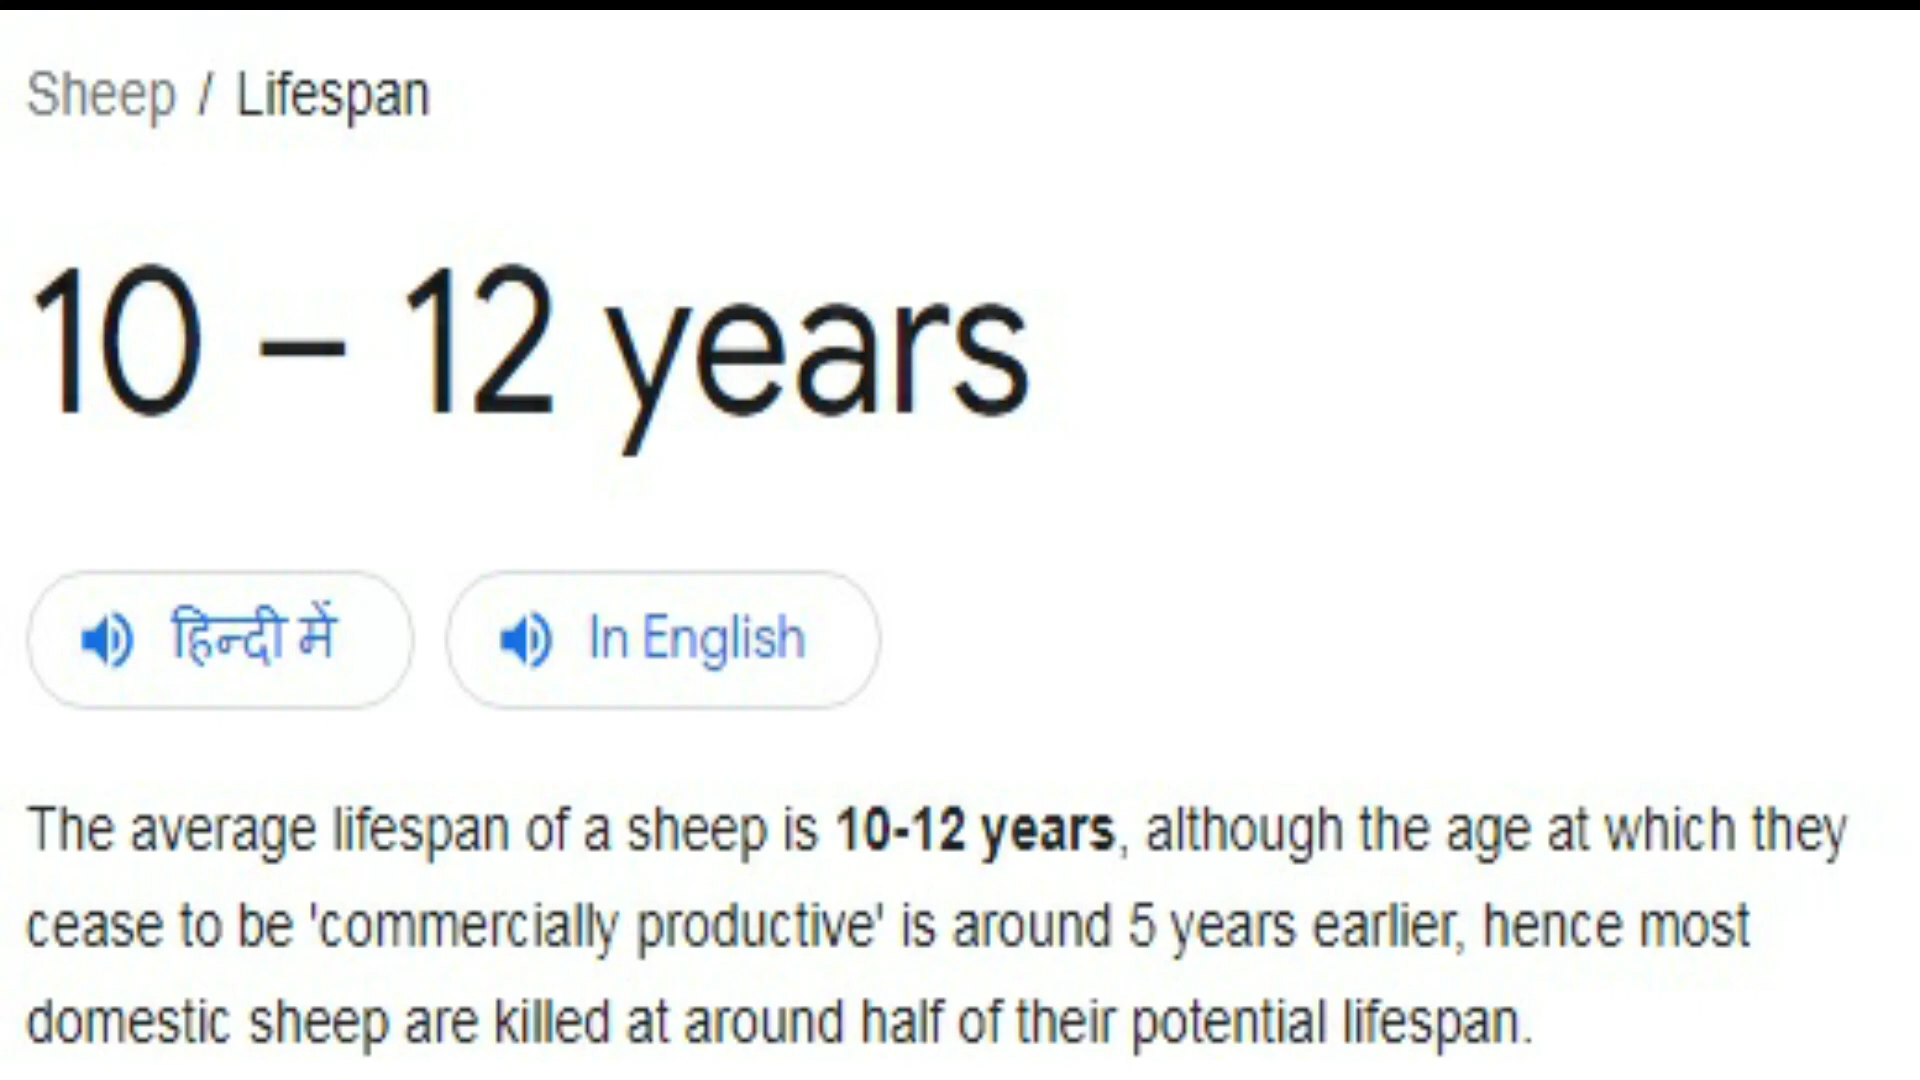 Sheep / Lifespan
10 – 12 years
हिन्दी में In English
The average lifespan of a sheep is 10-12 years, although the age at which they
cease to be 'commercially productive' is around 5 years earlier, hence most
domestic sheep are killed at around half of their potential lifespan.